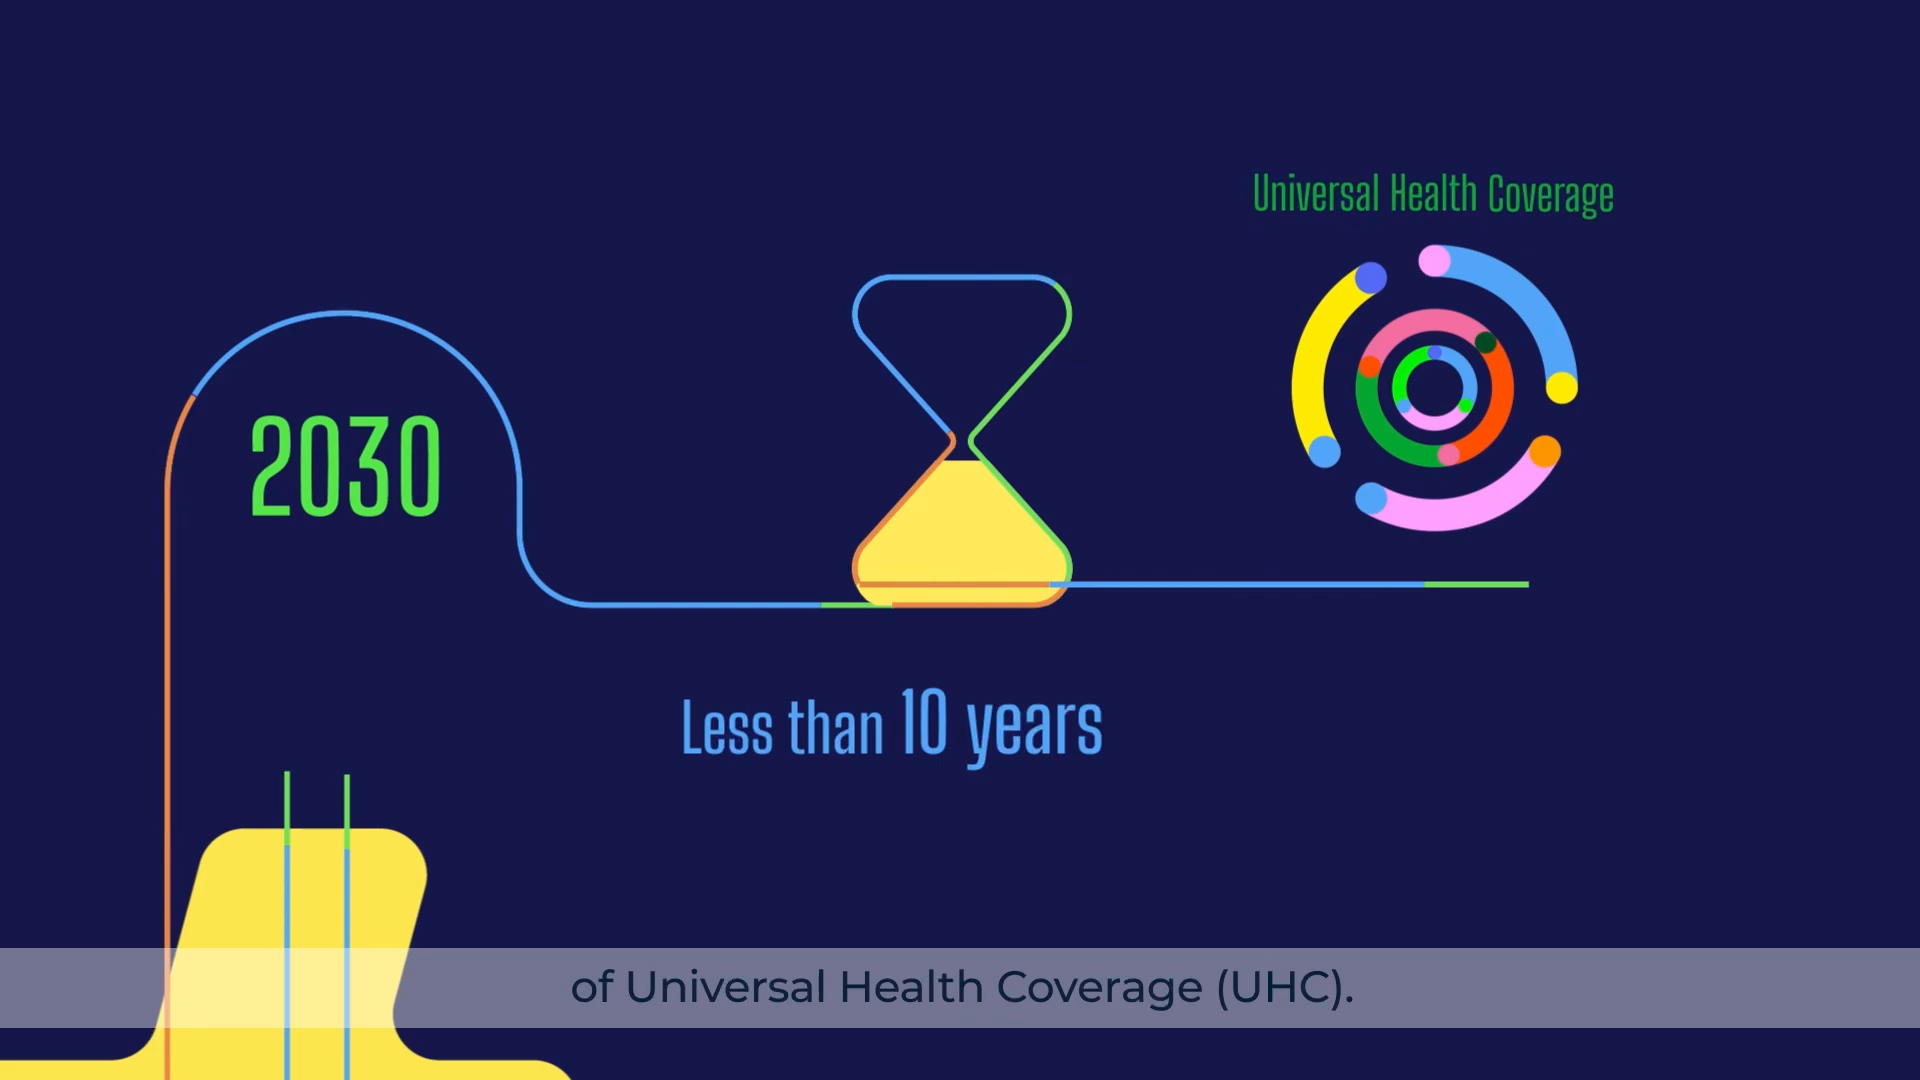 Universal Health Coverage
2030
Less than 10 years
of Universal Health Coverage (UHC).